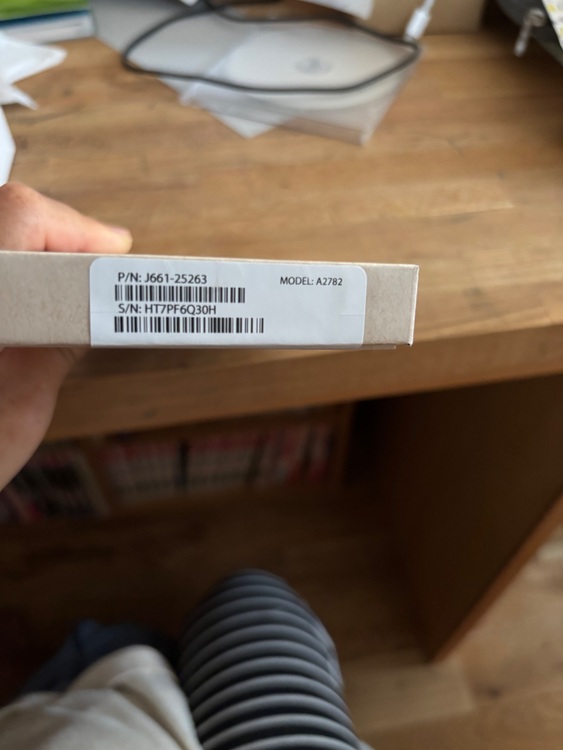 P/N: J661-25263
MODEL: A2782
S/N: HT7PF6Q30H